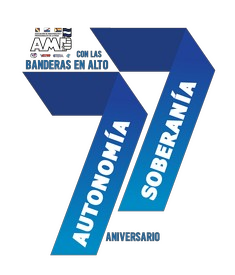 AMP
CON LAS
BANDERAS EN ALTO
AUTONOMÍA
SOBERANÍA
ANIVERSARIO